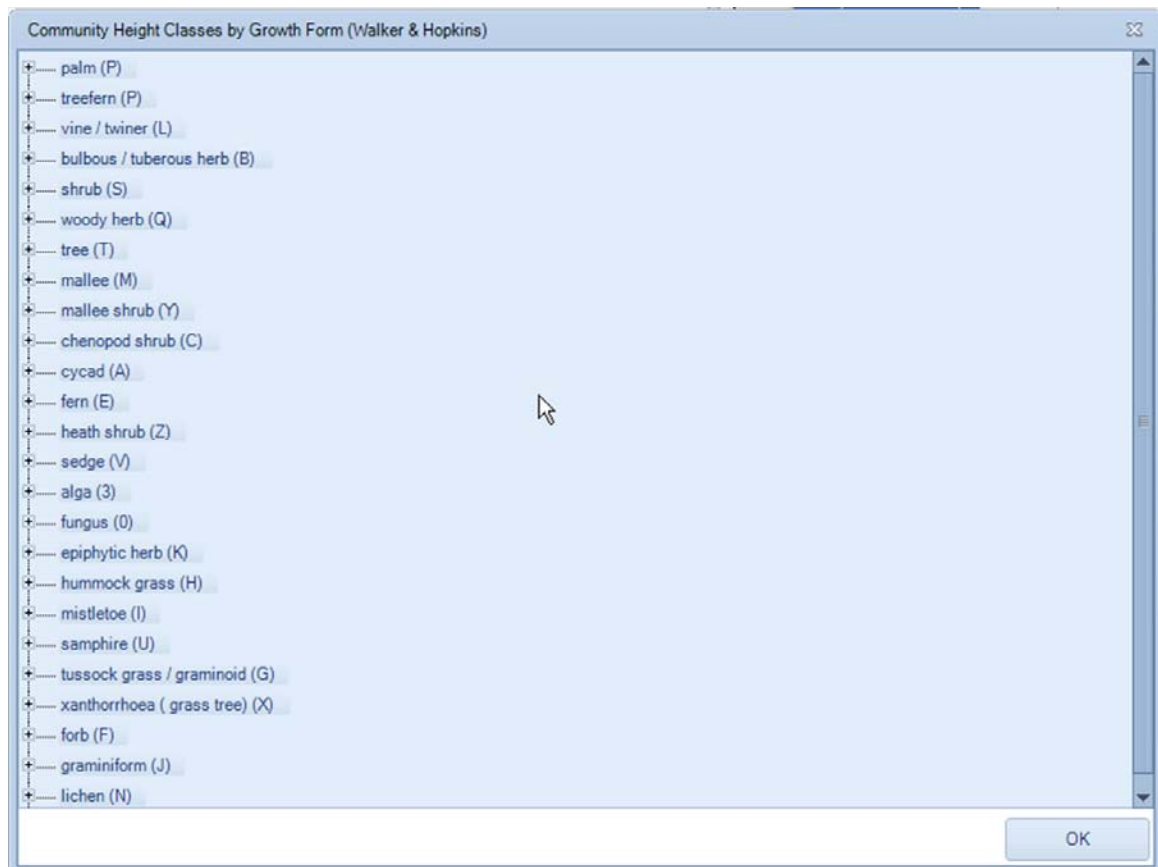 Community Height Classes by Growth Form (Walker & Hopkins)
palm (P)
treefern (P)
vine / twiner (L)
bulbous / tuberous herb (B)
shrub (S)
woody herb (Q)
tree (T)
mallee (M)
mallee shrub (Y)
chenopod shrub (C)
cycad (A)
fern (E)
heath shrub (Z)
sedge (V)
alga (3)
fungus (0)
epiphytic herb (K)
hummock grass (H)
mistletoe (I)
samphire (U)
tussock grass / graminoid (G)
xanthorrhoea ( grass tree) (X)
forb (F)
graminiform (J)
lichen (N)
OK